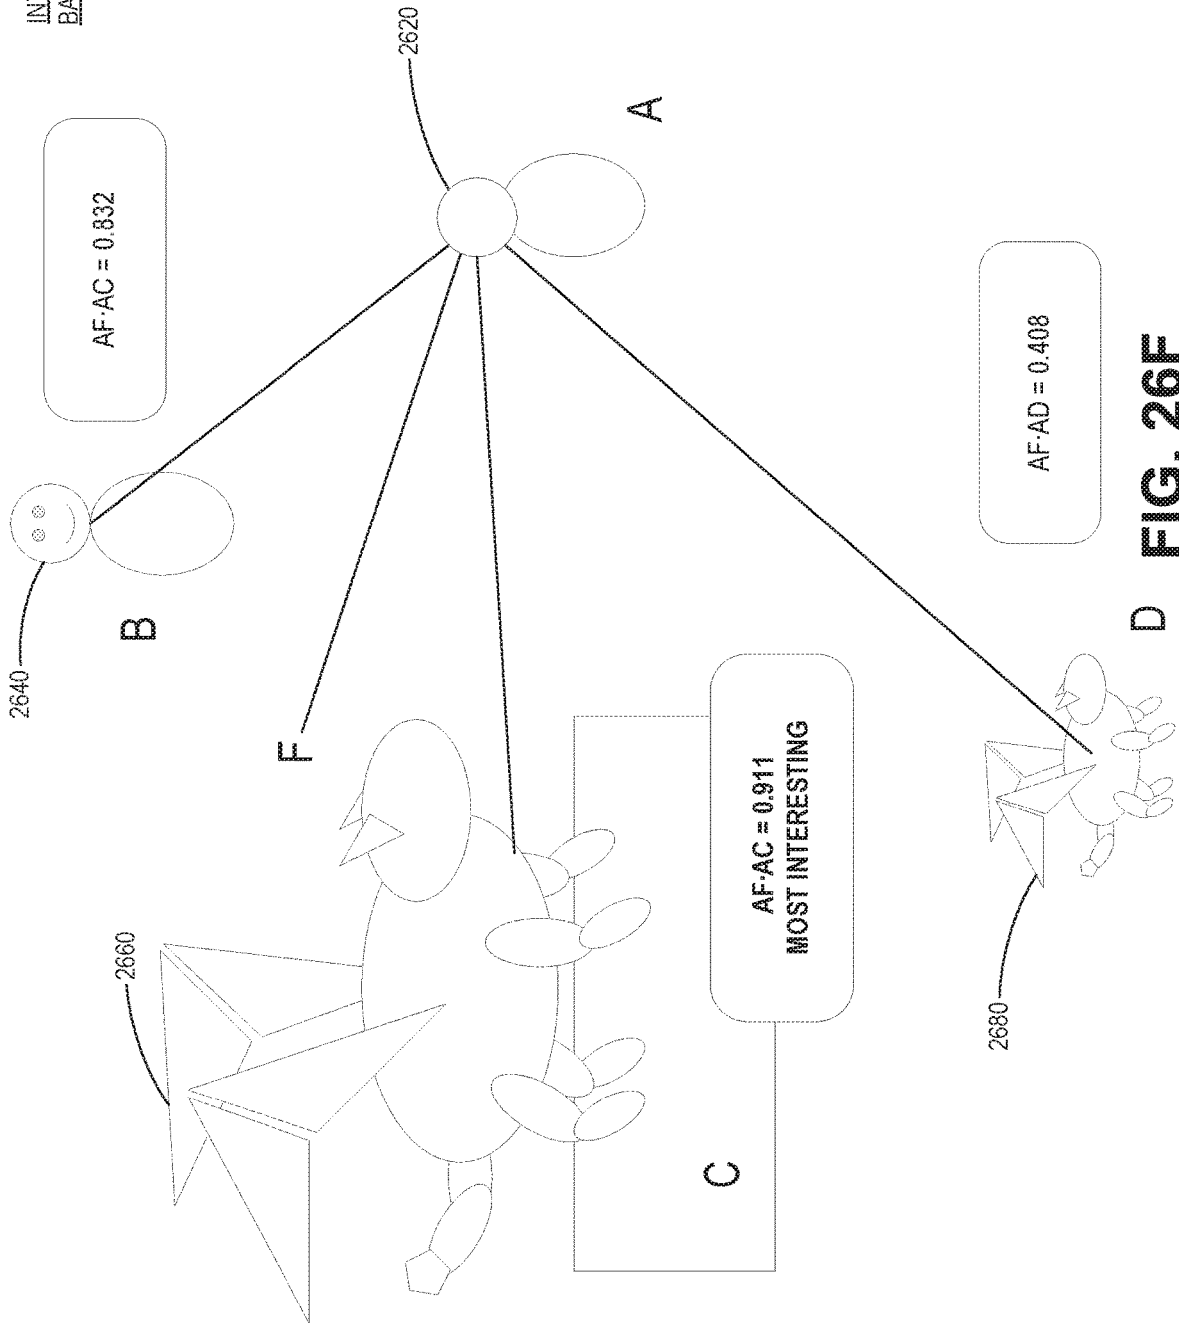 2640
BA
AF·AC = 0.832
2660
B
F
2620
A
C
AF·AC = 0.911
MOST INTERESTING
2680
AF·AD = 0.408
D
FIG. 26F